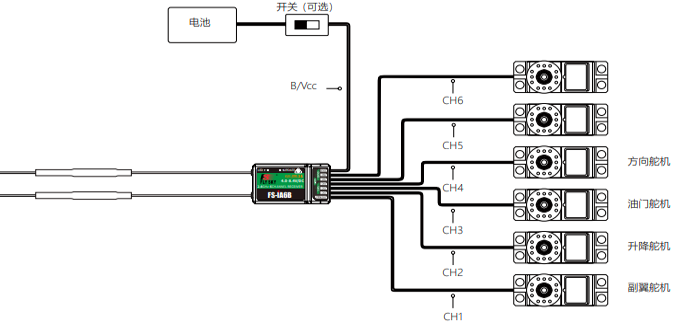 电池
开关（可选）
B/Vcc
CH6
CH5
CH4
方向舵机
CH3
油门舵机
CH2
升降舵机
CH1
副翼舵机
FS-IA6B